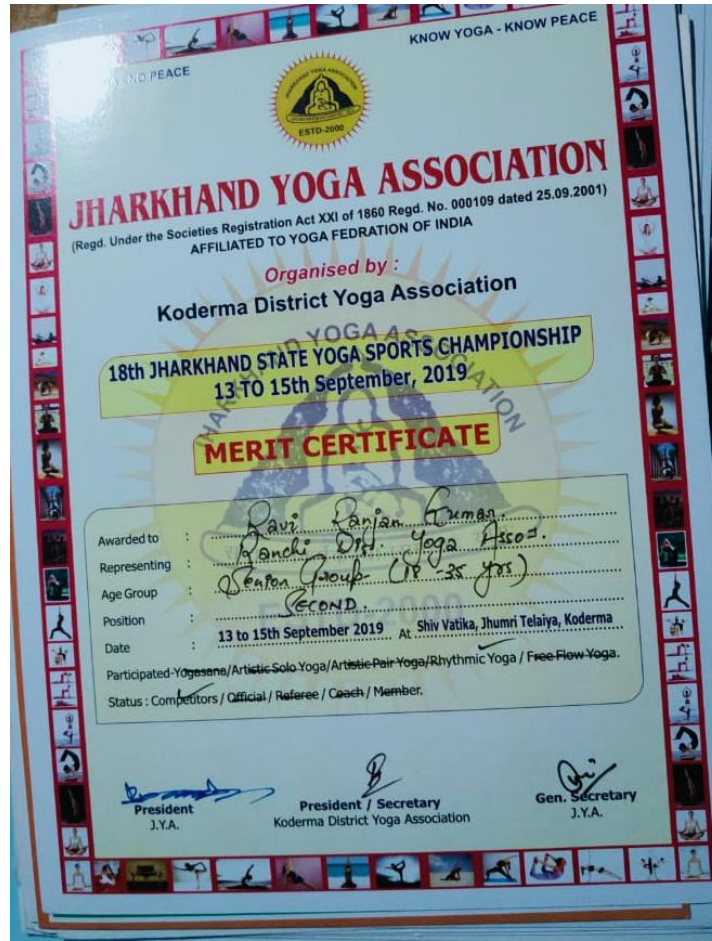 NO PEACE
KNOW YOGA - KNOW PEACE
JHARKHAND YOGA ASSOCIATION
ESTD-2000
JHARKHAND YOGA ASSOCIATION
(Regd. Under the Societies Registration Act XXI of 1860 Regd. No. 000109 dated 25.09.2001)
AFFILIATED TO YOGA FEDRATION OF INDIA
Organised by :
Koderma District Yoga Association
18th JHARKHAND STATE YOGA SPORTS CHAMPIONSHIP
13 TO 15th September, 2019
MERIT CERTIFICATE
Awarded to : Ravi Ranjan Kumar.
Representing : Ranchi Dist. Yoga Asso.
Age Group : Senior Group- (18 -35 yrs)
Position : SECOND.
Date : 13 to 15th September 2019 At Shiv Vatika, Jhumri Telaiya, Koderma
Participated-Yogasana/Artistic Solo Yoga/Artistic Pair Yoga/Rhythmic Yoga / Free Flow Yoga.
Status : Competitors / Official / Referee / Coach / Member.
President
J.Y.A.
President / Secretary
Koderma District Yoga Association
Gen. Secretary
J.Y.A.